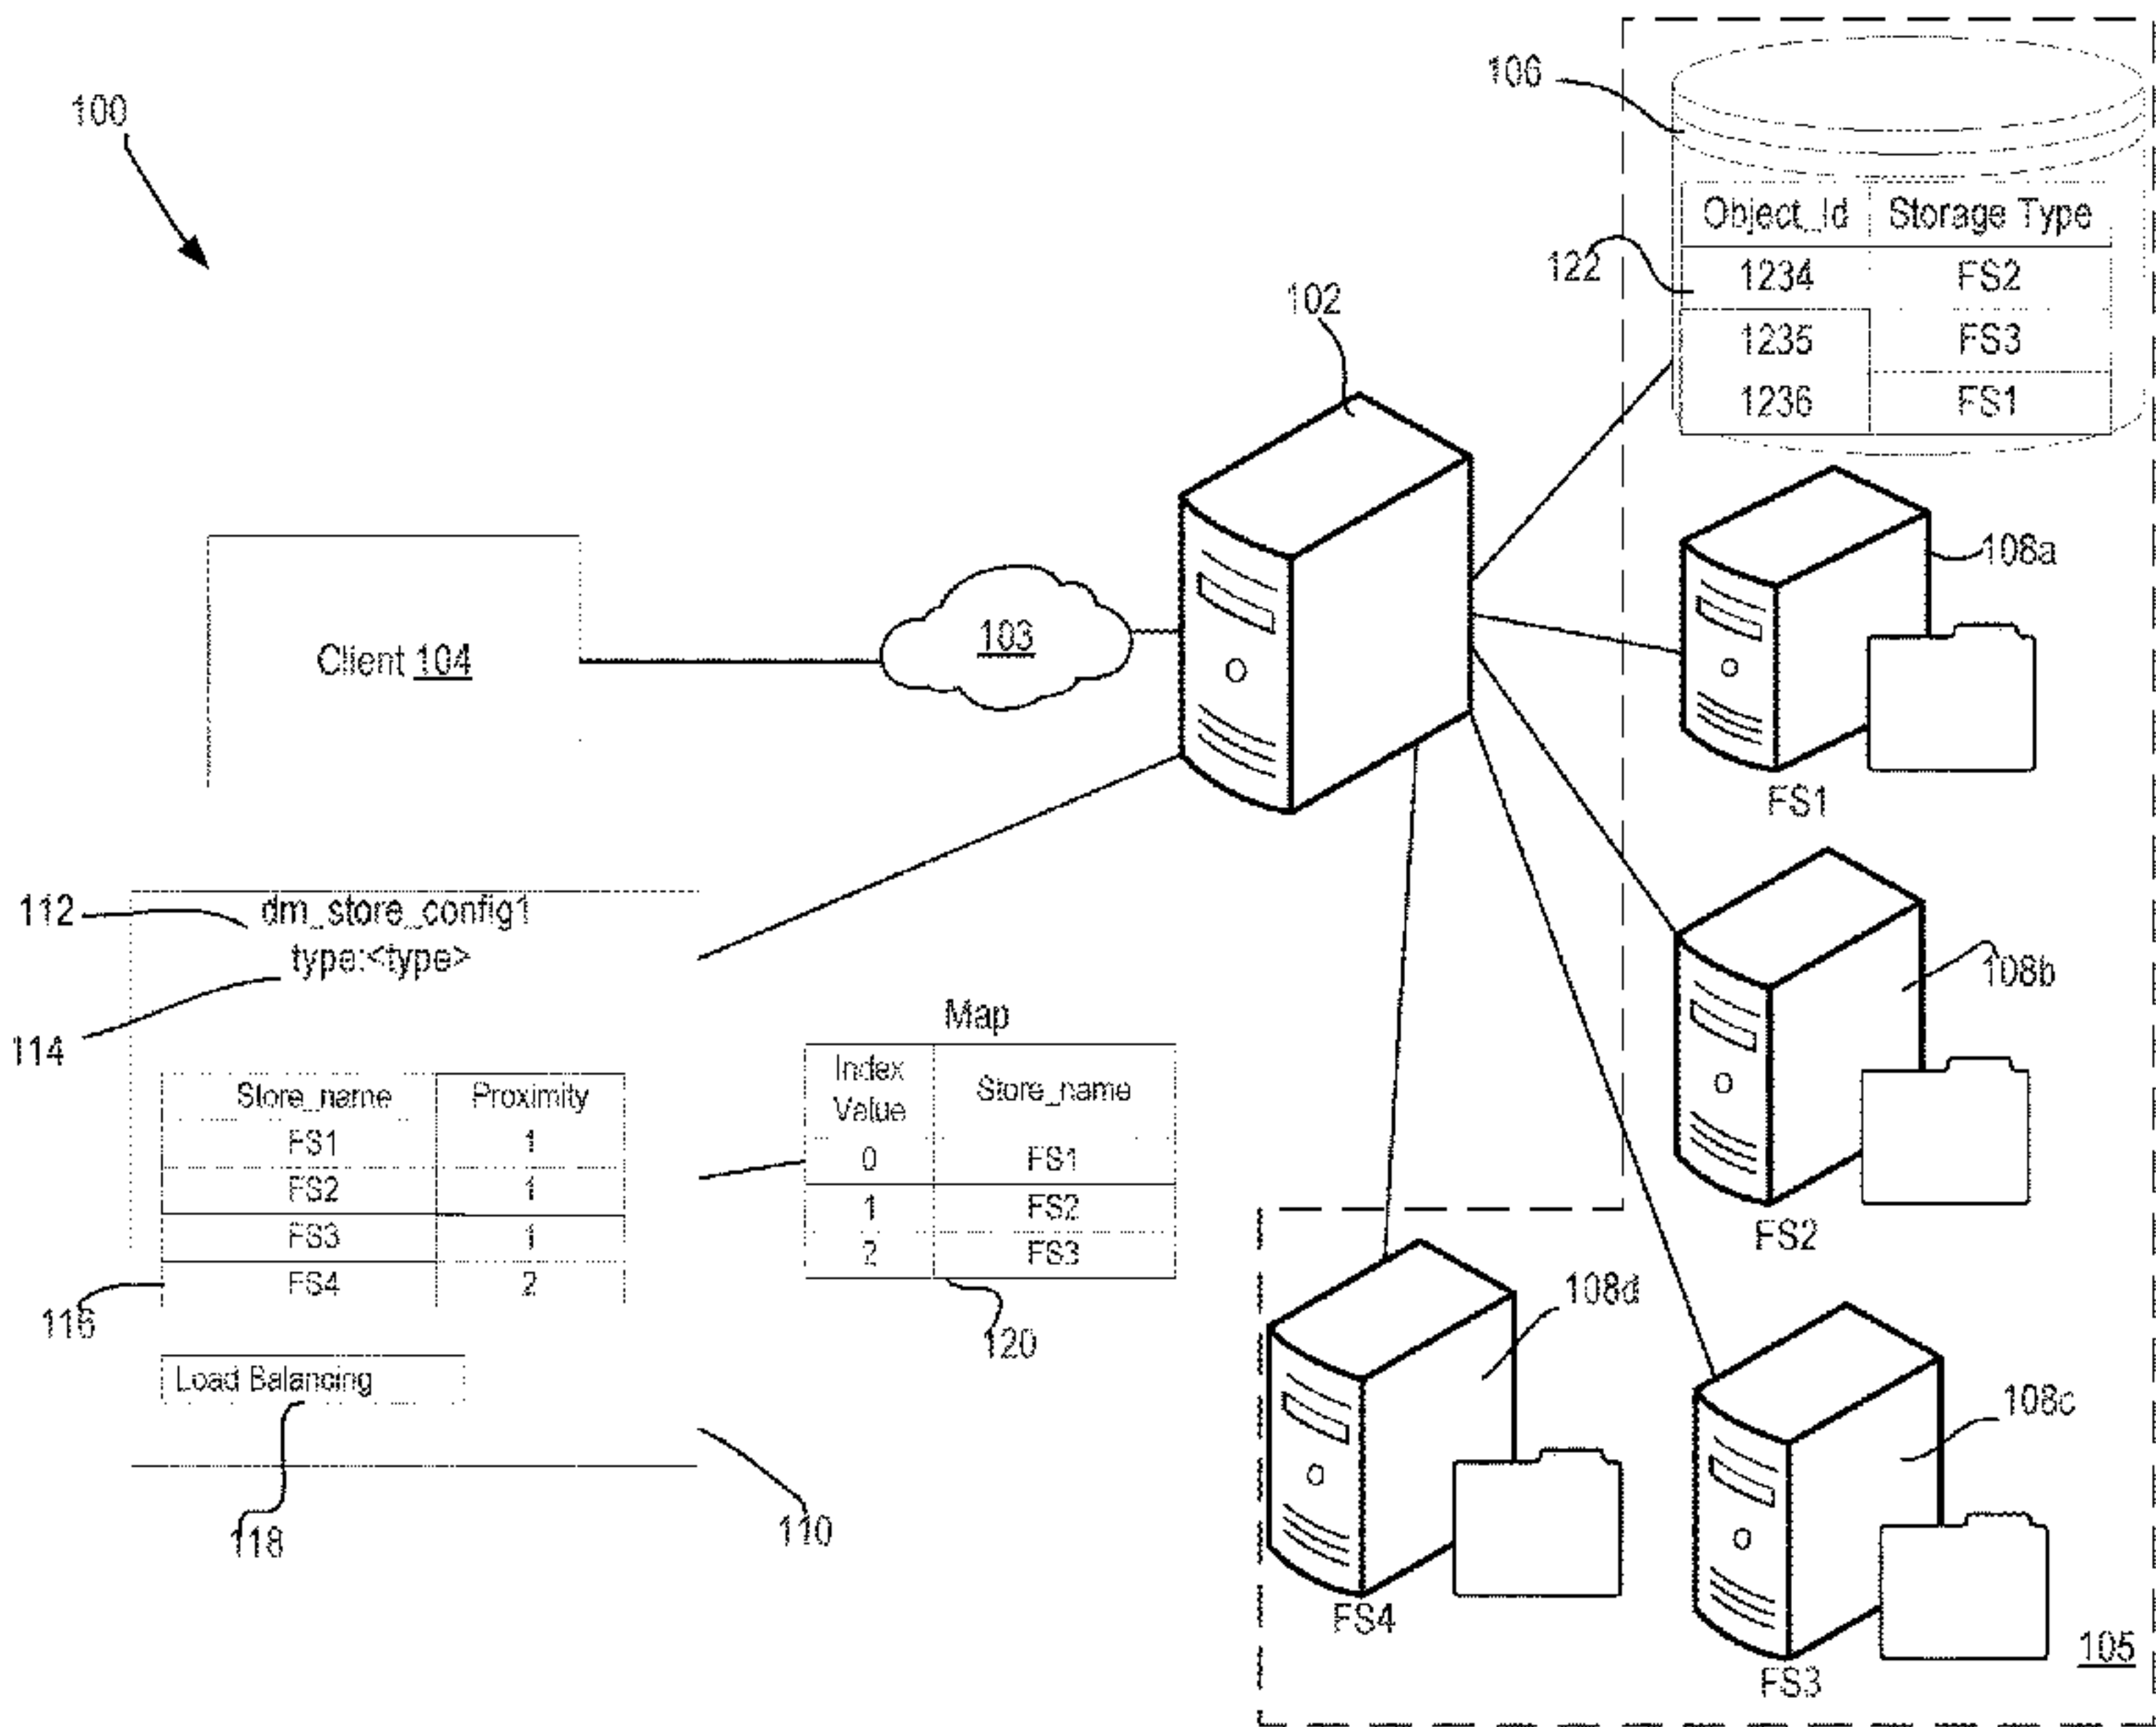 100
106
Object_Id Storage Type
122
1234 FS2
1235 FS3
1236 FS1
102
108a
Client 104
103
FS1
112
dm_store_config1
type:<type>
114
108b
Map
Index Value Store_name
0 FS1
1 FS2
2 FS3
120
Store_name Proximity
FS1 1
FS2 1
FS3 1
FS4 2
116
Load Balancing
118
110
FS2
108d
108c
FS4
FS3
105